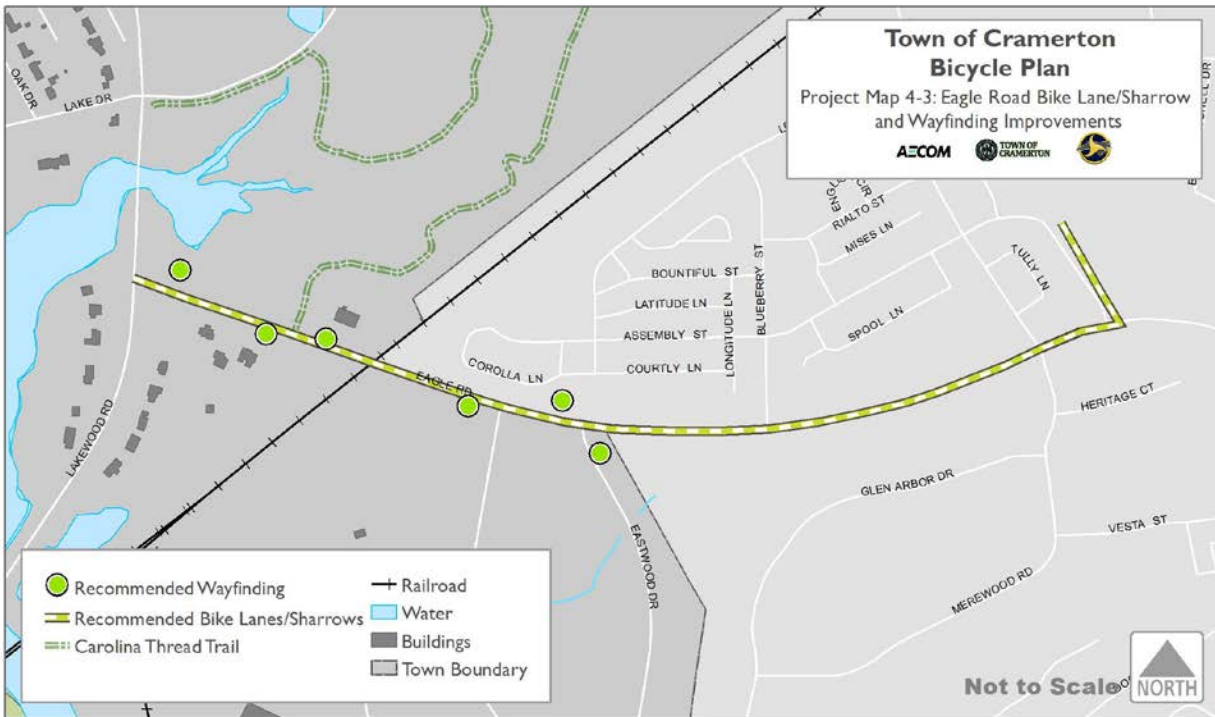 Town of Cramerton
Bicycle Plan
Project Map 4-3: Eagle Road Bike Lane/Sharrow
and Wayfinding Improvements
AECOM
TOWN OF
CRAMERTON
OAK DR
LAKE DR
RIALTO ST
MISES LN
BOUNTIFUL ST
LATITUDE LN
LONGITUDE LN
BLUEBERRY ST
TULLY LN
ASSEMBLY ST
SPOOL LN
COROLLA LN
COURTLY LN
EAGLE RD
HERITAGE CT
LAKEWOOD RD
GLEN ARBOR DR
VESTA ST
EASTWOOD DR
MEREWOOD RD
Recommended Wayfinding
Recommended Bike Lanes/Sharrows
Carolina Thread Trail
Railroad
Water
Buildings
Town Boundary
Not to Scale
NORTH